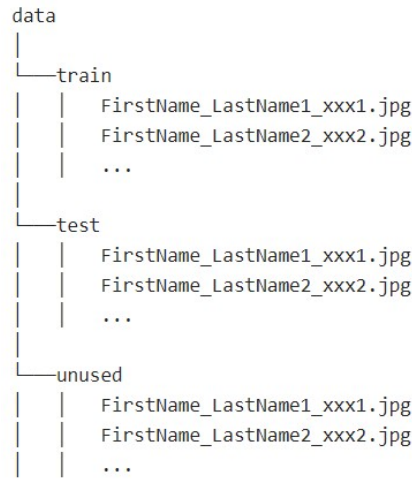 data
train
FirstName_LastName1_xxx1.jpg
FirstName_LastName2_xxx2.jpg
...
test
FirstName_LastName1_xxx1.jpg
FirstName_LastName2_xxx2.jpg
...
unused
FirstName_LastName1_xxx1.jpg
FirstName_LastName2_xxx2.jpg
...